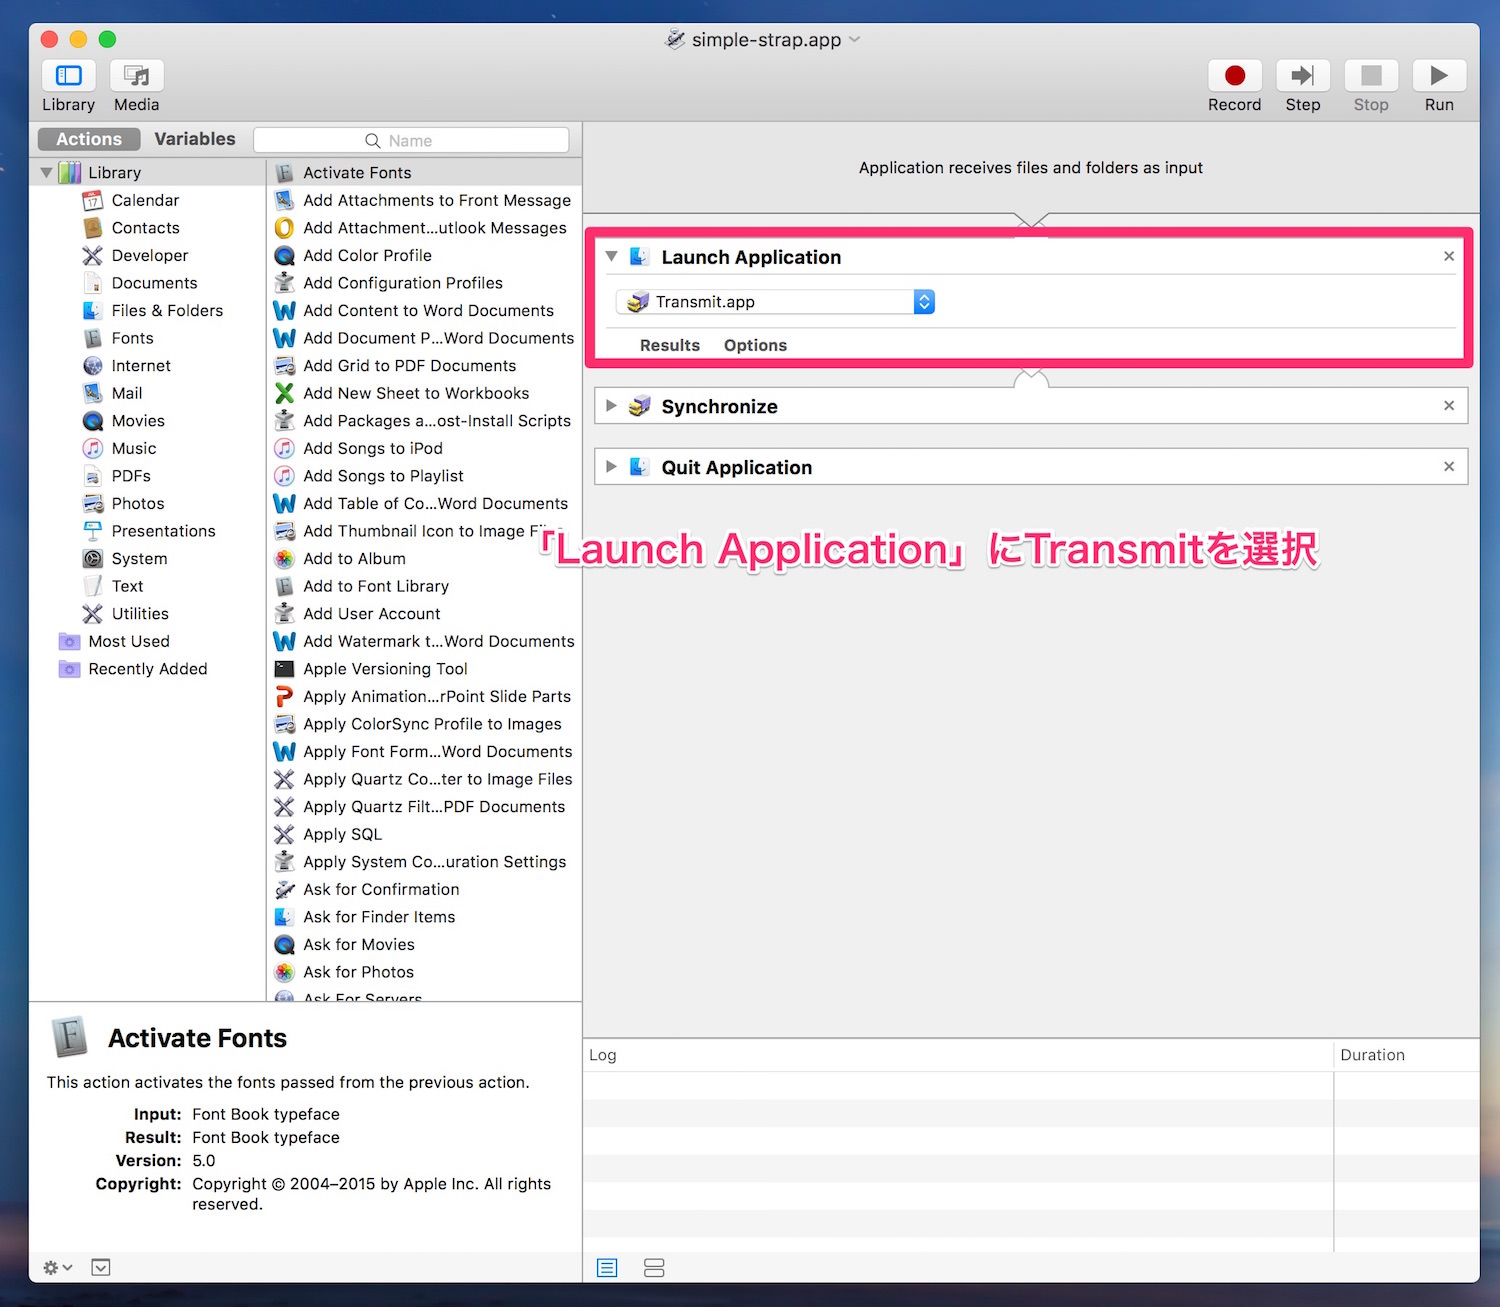 simple-strap.app
Library
Media
Record
Step
Stop
Run
Actions
Variables
Name
Library
Calendar
Contacts
Developer
Documents
Files & Folders
Fonts
Internet
Mail
Movies
Music
PDFs
Photos
Presentations
System
Text
Utilities
Most Used
Recently Added
Activate Fonts
Add Attachments to Front Message
Add Attachment...utlook Messages
Add Color Profile
Add Configuration Profiles
Add Content to Word Documents
Add Document P...Word Documents
Add Grid to PDF Documents
Add New Sheet to Workbooks
Add Packages a...ost-Install Scripts
Add Songs to iPod
Add Songs to Playlist
Add Table of Co...Word Documents
Add Thumbnail Icon to Image Files
Add to Album
Add to Font Library
Add User Account
Add Watermark t...Word Documents
Apple Versioning Tool
Apply Animation...rPoint Slide Parts
Apply ColorSync Profile to Images
Apply Font Form...Word Documents
Apply Quartz Co...ter to Image Files
Apply Quartz Filt...PDF Documents
Apply SQL
Apply System Co...uration Settings
Ask for Confirmation
Ask for Finder Items
Ask for Movies
Ask for Photos
Ask For Servers
Application receives files and folders as input
Launch Application
Transmit.app
Results Options
Synchronize
Quit Application
「Launch Application」にTransmitを選択
Activate Fonts
This action activates the fonts passed from the previous action.
Input: Font Book typeface
Result: Font Book typeface
Version: 5.0
Copyright: Copyright © 2004–2015 by Apple Inc. All rights
reserved.
Log
Duration